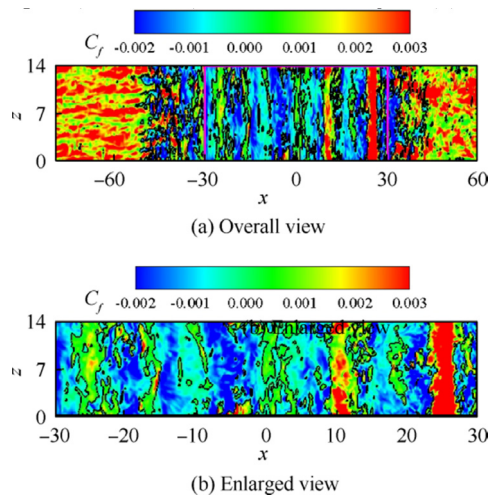 C_f -0.002 -0.001 0.000 0.001 0.002 0.003
14
z 7
0
−60 −30 0 30 60
x
(a) Overall view
C_f -0.002 -0.001 0.000 0.001 0.002 0.003
(b) Enlarged view
14
z 7
0
−30 −20 −10 0 10 20 30
x
(b) Enlarged view